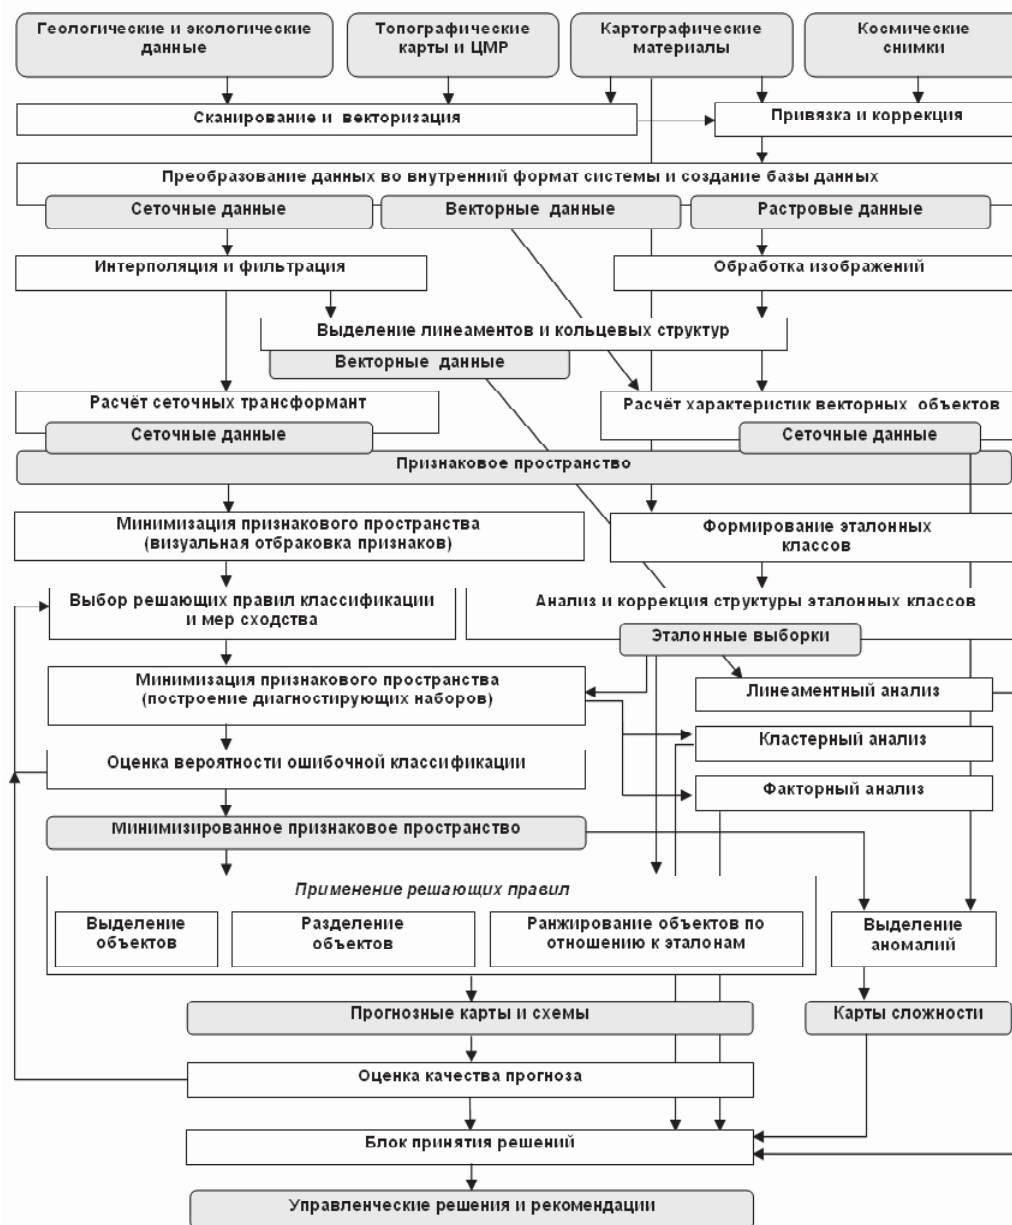 Геологические и экологические
данные
Топографические
карты и ЦМР
Картографические
материалы
Космические
снимки
Сканирование и векторизация
Привязка и коррекция
Преобразование данных во внутренний формат системы и создание базы данных
Сеточные данные
Векторные данные
Растровые данные
Интерполяция и фильтрация
Обработка изображений
Выделение линеаментов и кольцевых структур
Векторные данные
Расчёт сеточных трансформант
Расчёт характеристик векторных объектов
Сеточные данные
Сеточные данные
Признаковое пространство
Минимизация признакового пространства
(визуальная отбраковка признаков)
Формирование эталонных
классов
Выбор решающих правил классификации
и мер сходства
Анализ и коррекция структуры эталонных классов
Эталонные выборки
Минимизация признакового пространства
(построение диагностирующих наборов)
Линеаментный анализ
Кластерный анализ
Оценка вероятности ошибочной классификации
Факторный анализ
Минимизированное признаковое пространство
Применение решающих правил
Выделение
объектов
Разделение
объектов
Ранжирование объектов по
отношению к эталонам
Выделение
аномалий
Прогнозные карты и схемы
Карты сложности
Оценка качества прогноза
Блок принятия решений
Управленческие решения и рекомендации